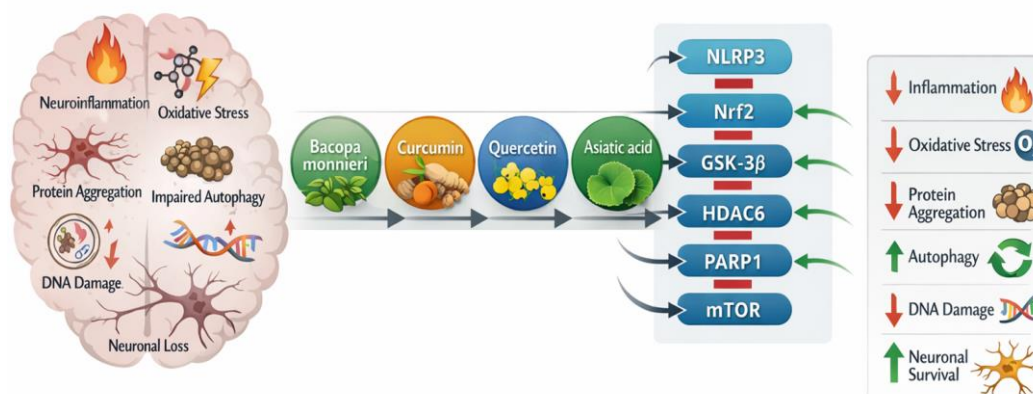 Neuroinflammation
Oxidative Stress
Protein Aggregation
Impaired Autophagy
DNA Damage
Neuronal Loss
Bacopa
monnieri
Curcumin
Quercetin
Asiatic acid
NLRP3
Nrf2
GSK-3β
HDAC6
PARP1
mTOR
Inflammation
Oxidative Stress
O
Protein
Aggregation
Autophagy
DNA Damage
Neuronal
Survival